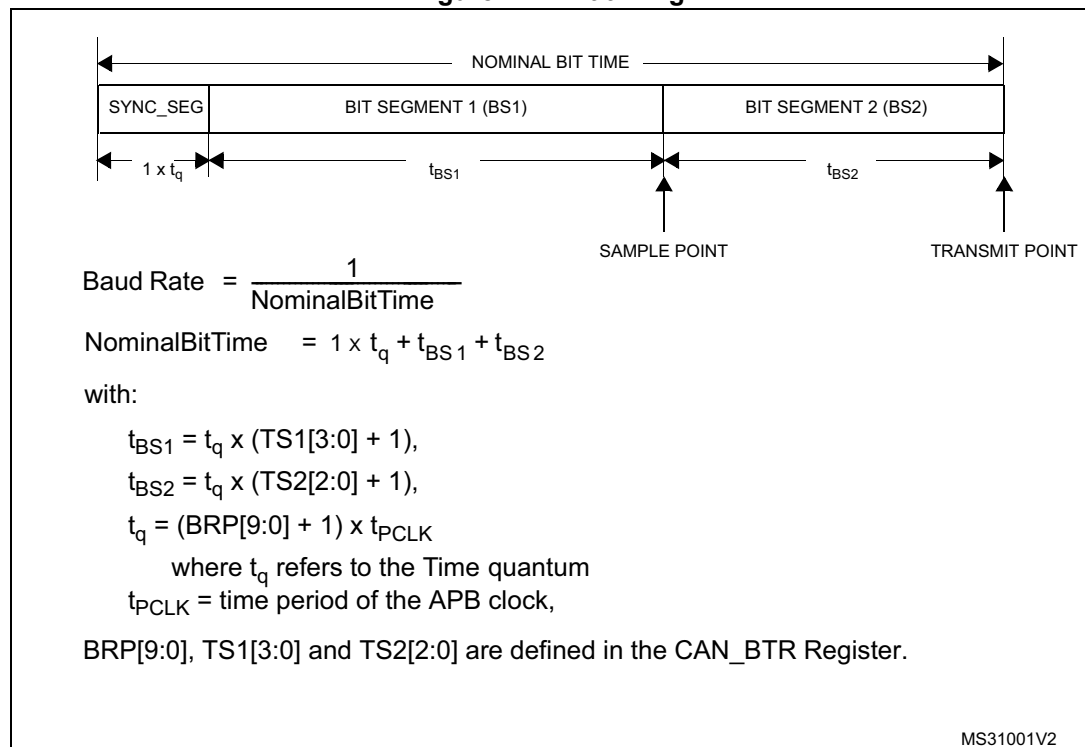 NOMINAL BIT TIME
SYNC_SEG BIT SEGMENT 1 (BS1) BIT SEGMENT 2 (BS2)
1 x tq tBS1 tBS2
SAMPLE POINT TRANSMIT POINT
Baud Rate = 1
NominalBitTime
NominalBitTime = 1 × tq + tBS1 + tBS2
with:
tBS1 = tq x (TS1[3:0] + 1),
tBS2 = tq x (TS2[2:0] + 1),
tq = (BRP[9:0] + 1) x tPCLK
where tq refers to the Time quantum
tPCLK = time period of the APB clock,
BRP[9:0], TS1[3:0] and TS2[2:0] are defined in the CAN_BTR Register.
MS31001V2